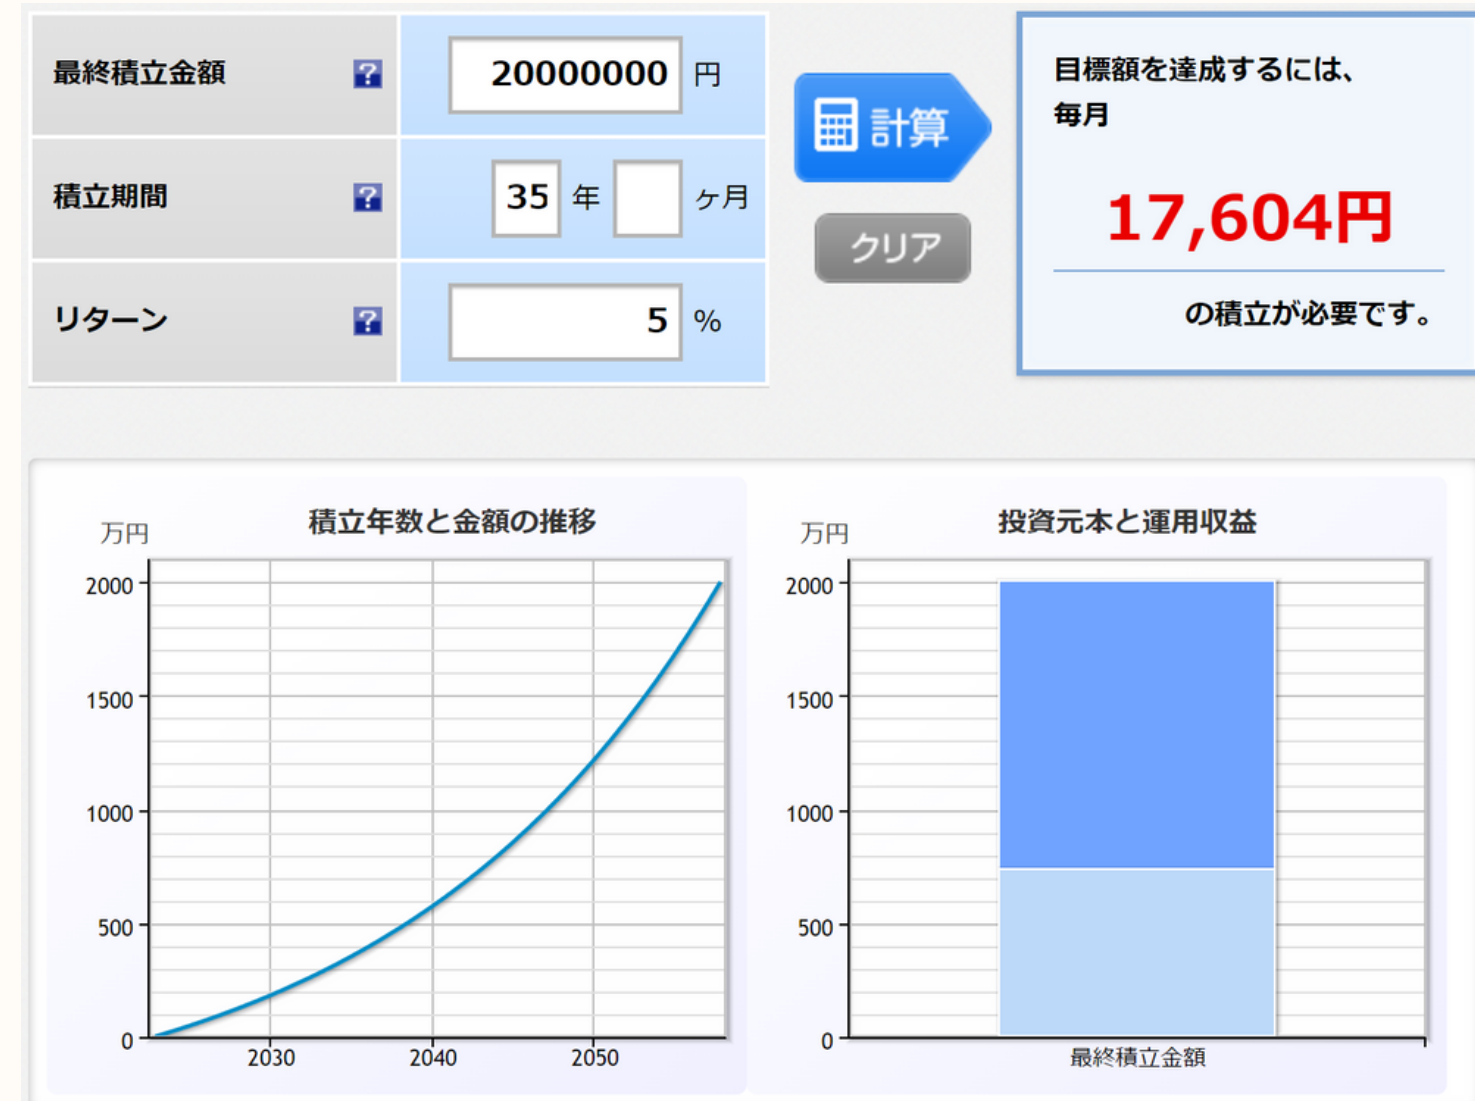 最終積立金額 ? 20000000 円
積立期間 ? 35 年 ヶ月
リターン ? 5 %
計算
クリア
目標額を達成するには、
毎月
17,604円
の積立が必要です。
積立年数と金額の推移
万円
2000
1500
1000
500
0
2030 2040 2050
投資元本と運用収益
万円
2000
1500
1000
500
0
最終積立金額